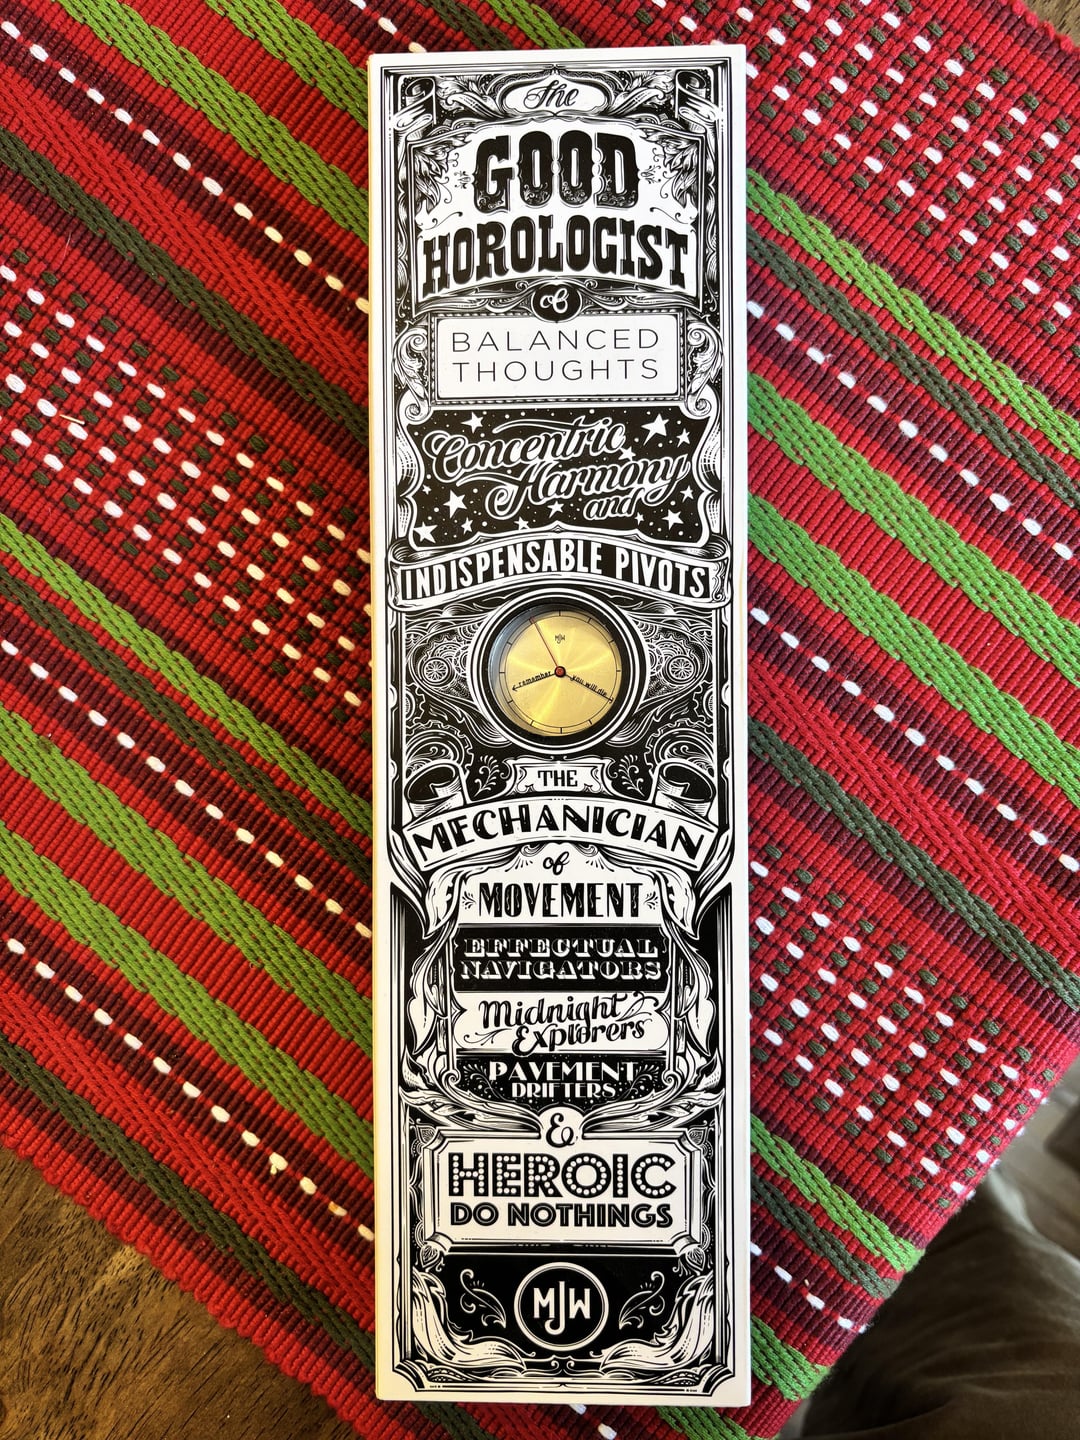 The
GOOD
HOROLOGIST
of
BALANCED
THOUGHTS
Concentric
Harmony
and
INDISPENSABLE PIVOTS
MJW
remember you will die
THE
MECHANICIAN
of
MOVEMENT
EFFECTUAL
NAVIGATORS
Midnight
Explorers
PAVEMENT
DRIFTERS
&
HEROIC
DO NOTHINGS
MJW